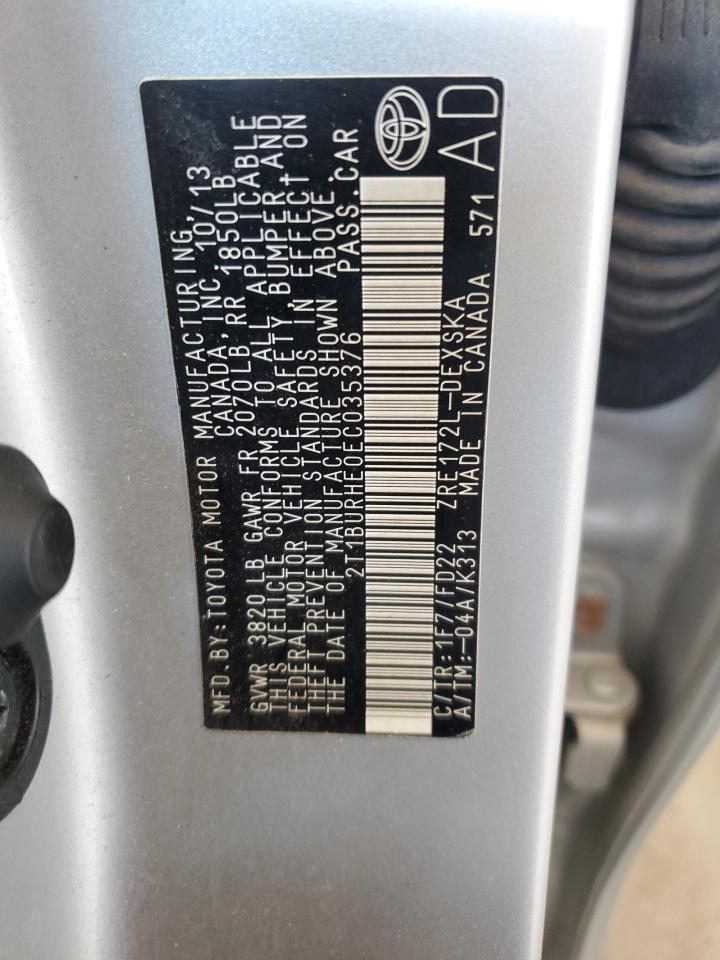 MFD.BY:TOYOTA MOTOR MANUFACTURING,
CANADA, INC. 10/13
GVWR 3820LB GAWR FR 2070LB, RR 1850LB
THIS VEHICLE CONFORMS TO ALL APPLICABLE
FEDERAL MOTOR VEHICLE SAFETY, BUMPER, AND
THEFT PREVENTION STANDARDS IN EFFECT ON
THE DATE OF MANUFACTURE SHOWN ABOVE.
2T1BURHE0EC035376 PASS.CAR
C/TR:1F7/FD22 ZRE172L-DEXSKA
A/TM:-04A/K313 MADE IN CANADA 571
AD